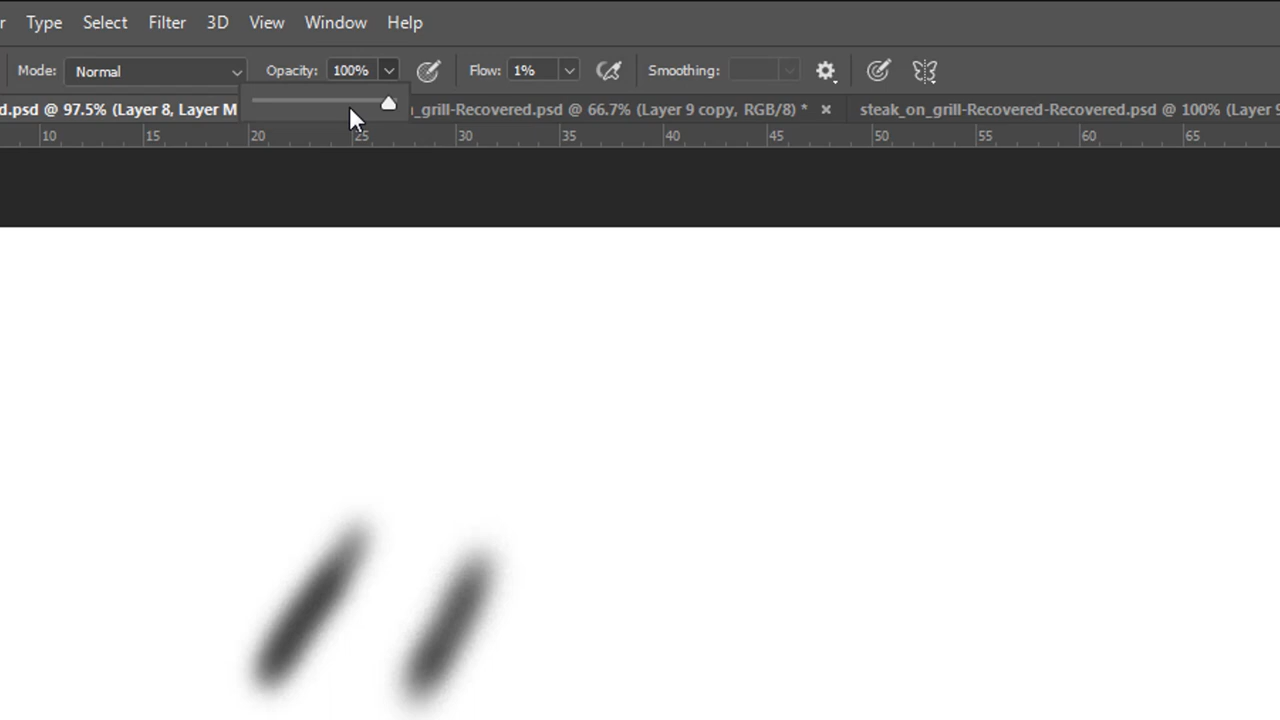 r Type Select Filter 3D View Window Help
Mode: Normal Opacity: 100% Flow: 1% Smoothing:
d.psd @ 97.5% (Layer 8, Layer M _grill-Recovered.psd @ 66.7% (Layer 9 copy, RGB/8) * × steak_on_grill-Recovered-Recovered.psd @ 100% (Layer 9
10 15 20 25 30 35 40 45 50 55 60 65